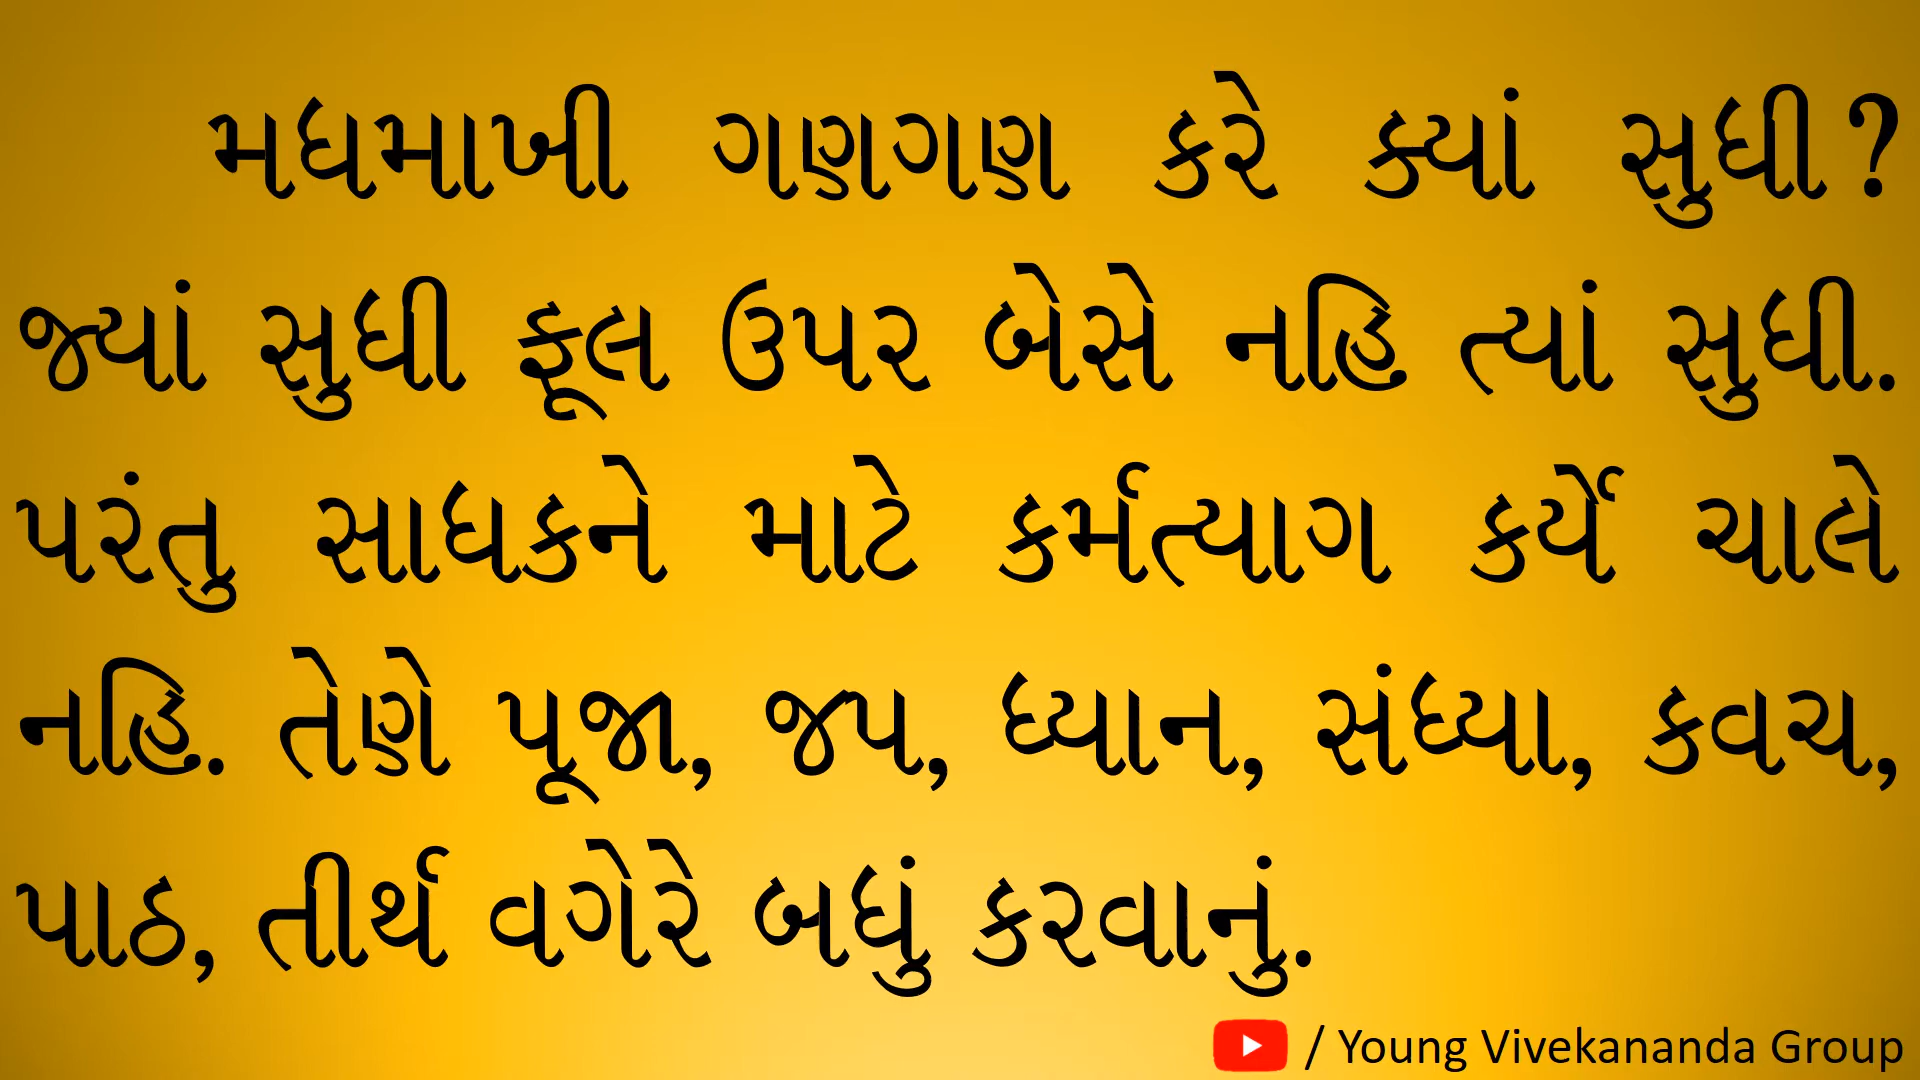 મધમાખી ગણગણ કરે ક્યાં સુધી?
જ્યાં સુધી ફૂલ ઉપર બેસે નહિ ત્યાં સુધી.
પરંતુ સાધકને માટે કર્મત્યાગ કર્યે ચાલે
નહિ. તેણે પૂજા, જપ, ધ્યાન, સંધ્યા, કવચ,
પાઠ, તીર્થ વગેરે બધું કરવાનું.
/ Young Vivekananda Group